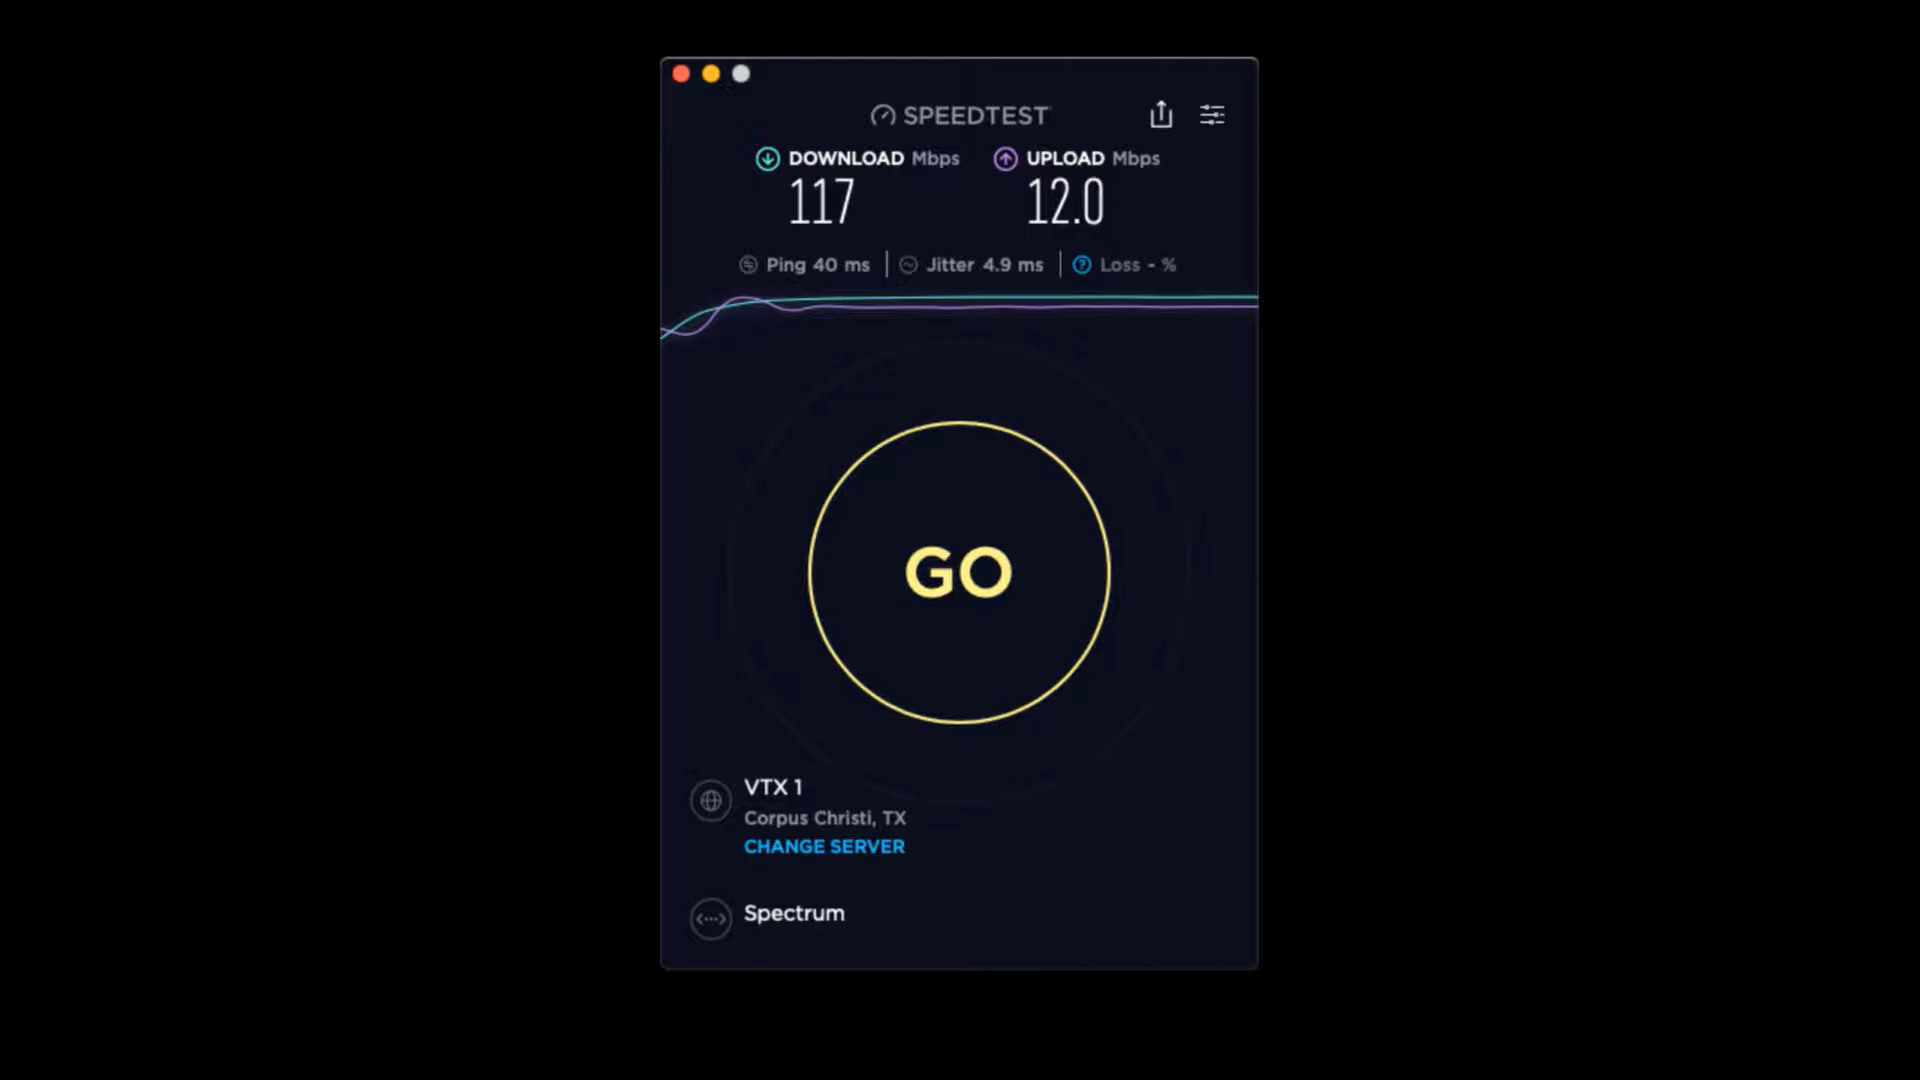 SPEEDTEST
DOWNLOAD Mbps UPLOAD Mbps
117 12.0
Ping 40 ms Jitter 4.9 ms ? Loss - %
GO
VTX 1
Corpus Christi, TX
CHANGE SERVER
Spectrum